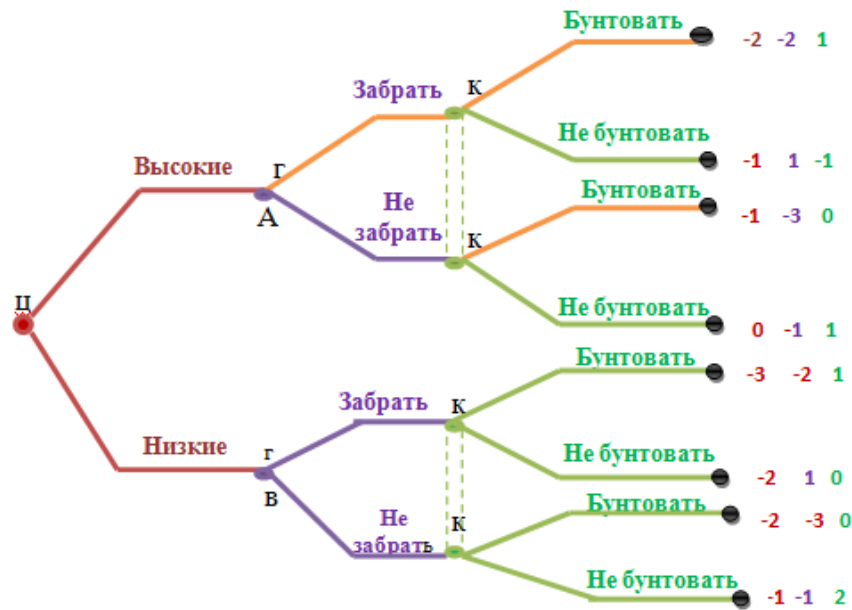 Бунтовать
-2 -2 1
Забрать
К
Не бунтовать
Высокие
Г
-1 1 -1
Бунтовать
А
Не
забрать
К
-1 -3 0
Ц
Не бунтовать
0 -1 1
Бунтовать
-3 -2 1
Забрать
К
Низкие
г
Не бунтовать
-2 1 0
В
Бунтовать
Не
забрать
ь
К
-2 -3 0
Не бунтовать
-1 -1 2